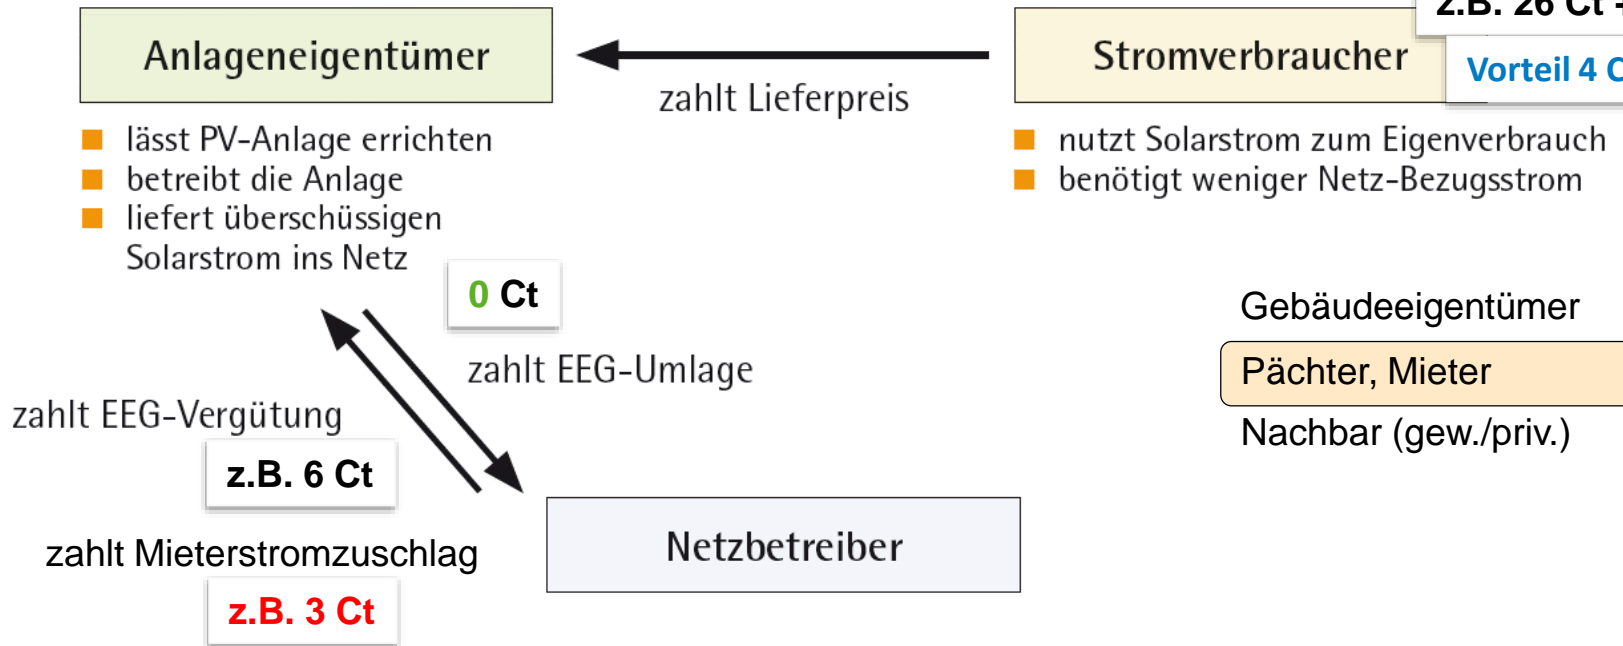 z.B. 26 Ct
Anlageneigentümer
zahlt Lieferpreis
Stromverbraucher
Vorteil 4
lässt PV-Anlage errichten
betreibt die Anlage
liefert überschüssigen
Solarstrom ins Netz
nutzt Solarstrom zum Eigenverbrauch
benötigt weniger Netz-Bezugsstrom
0 Ct
zahlt EEG-Umlage
Gebäudeeigentümer
Pächter, Mieter
Nachbar (gew./priv.)
zahlt EEG-Vergütung
z.B. 6 Ct
zahlt Mieterstromzuschlag
z.B. 3 Ct
Netzbetreiber